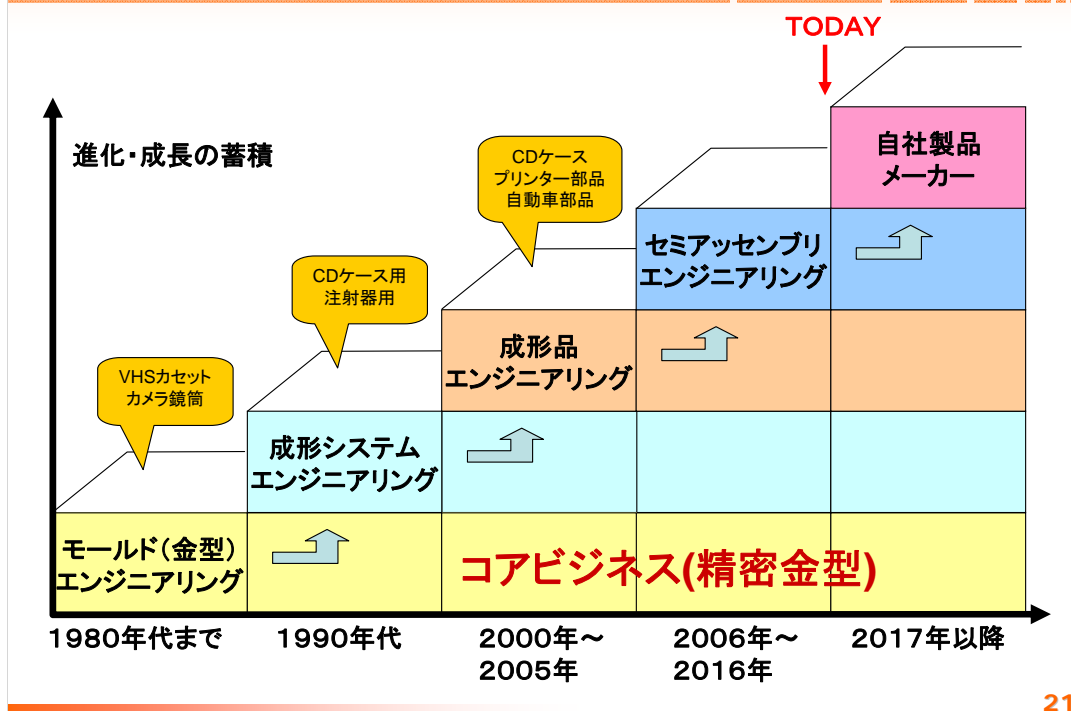 TODAY
進化・成長の蓄積
自社製品
メーカー
CDケース
プリンター部品
自動車部品
セミアッセンブリ
エンジニアリング
CDケース用
注射器用
成形品
エンジニアリング
VHSカセット
カメラ鏡筒
成形システム
エンジニアリング
モールド（金型）
エンジニアリング
コアビジネス(精密金型)
1980年代まで
1990年代
2000年～
2005年
2006年～
2016年
2017年以降
21